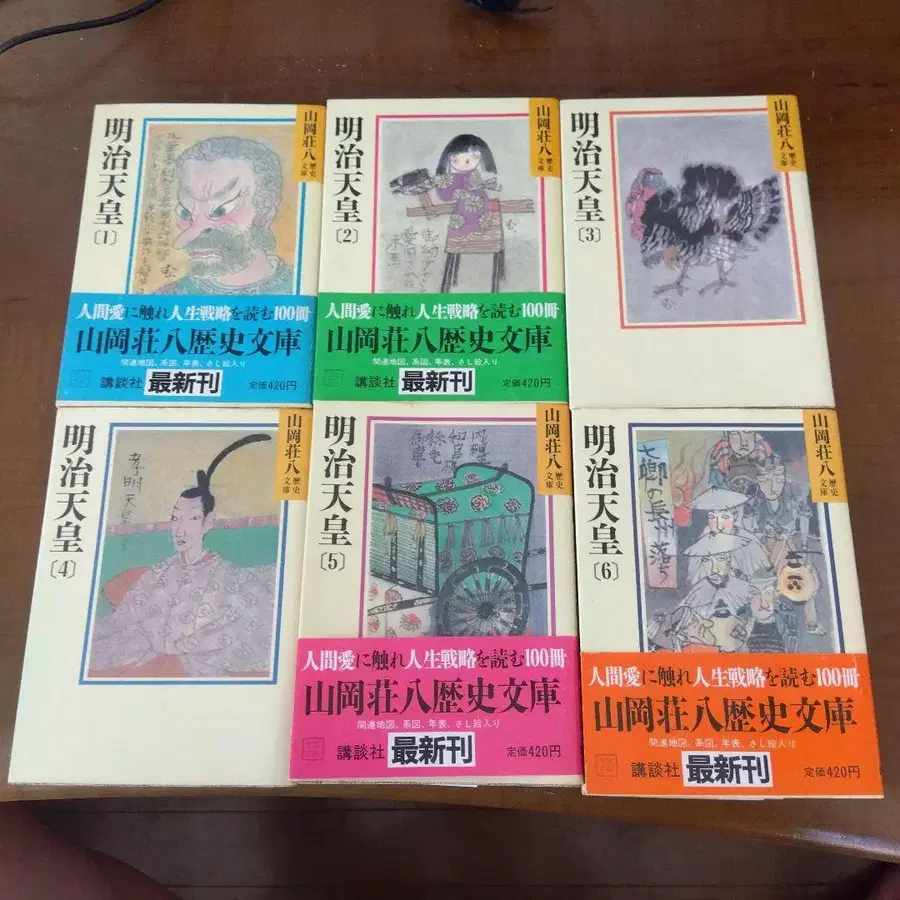 明治天皇
〔1〕
山岡荘八
歴史
文庫
む
人間愛に触れ人生戦略を読む100冊
山岡荘八歴史文庫
関連地図、系図、年表、さし絵入り
講談社 最新刊 定価420円
明治天皇
〔2〕
山岡荘八
歴史
文庫
む
人間愛に触れ人生戦略を読む100冊
山岡荘八歴史文庫
関連地図、系図、年表、さし絵入り
講談社 最新刊 定価420円
明治天皇
〔3〕
山岡荘八
歴史
文庫
む
明治天皇
〔4〕
山岡荘八
歴史
文庫
孝明天皇
明治天皇
〔5〕
山岡荘八
歴史
文庫
人間愛に触れ人生戦略を読む100冊
山岡荘八歴史文庫
関連地図、系図、年表、さし絵入り
講談社 最新刊 定価420円
明治天皇
〔6〕
山岡荘八
歴史
文庫
七卿の長州落ち
人間愛に触れ人生戦略を読む100冊
山岡荘八歴史文庫
関連地図、系図、年表、さし絵入り
講談社 最新刊 定価420円